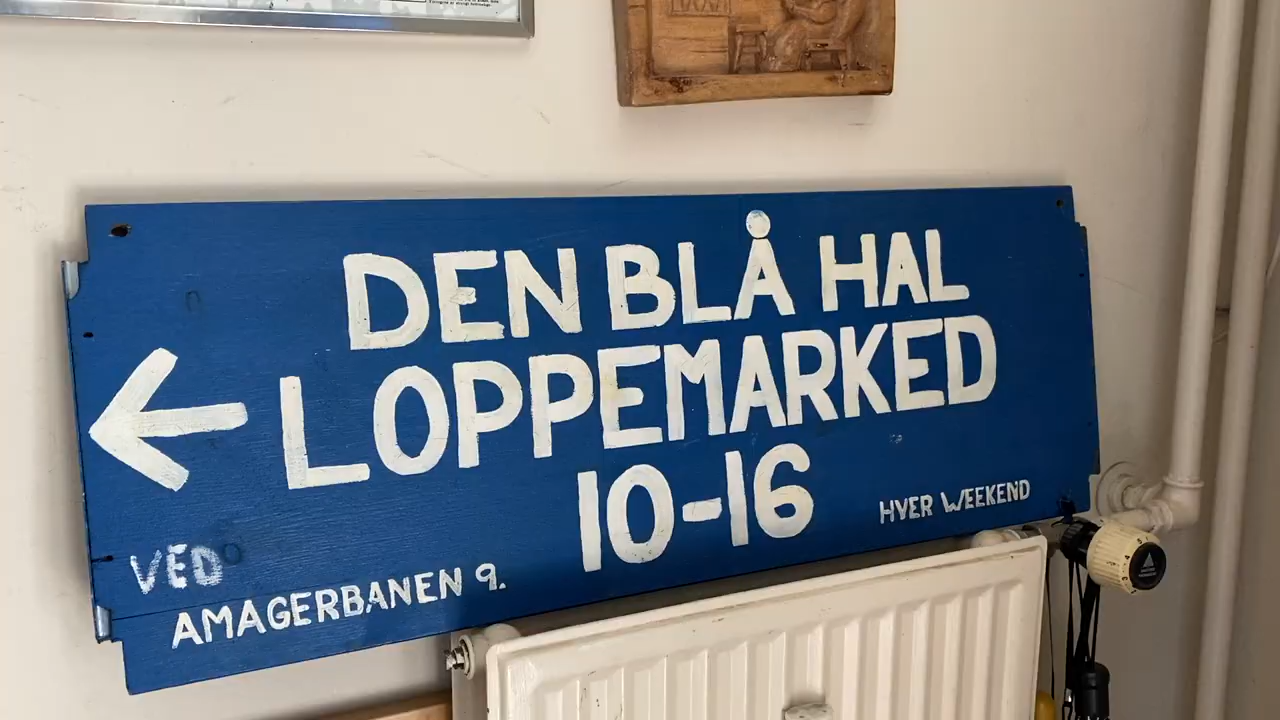 DEN BLÅ HAL
LOPPEMARKED
10-16
HVER WEEKEND
VED
AMAGERBANEN 9.